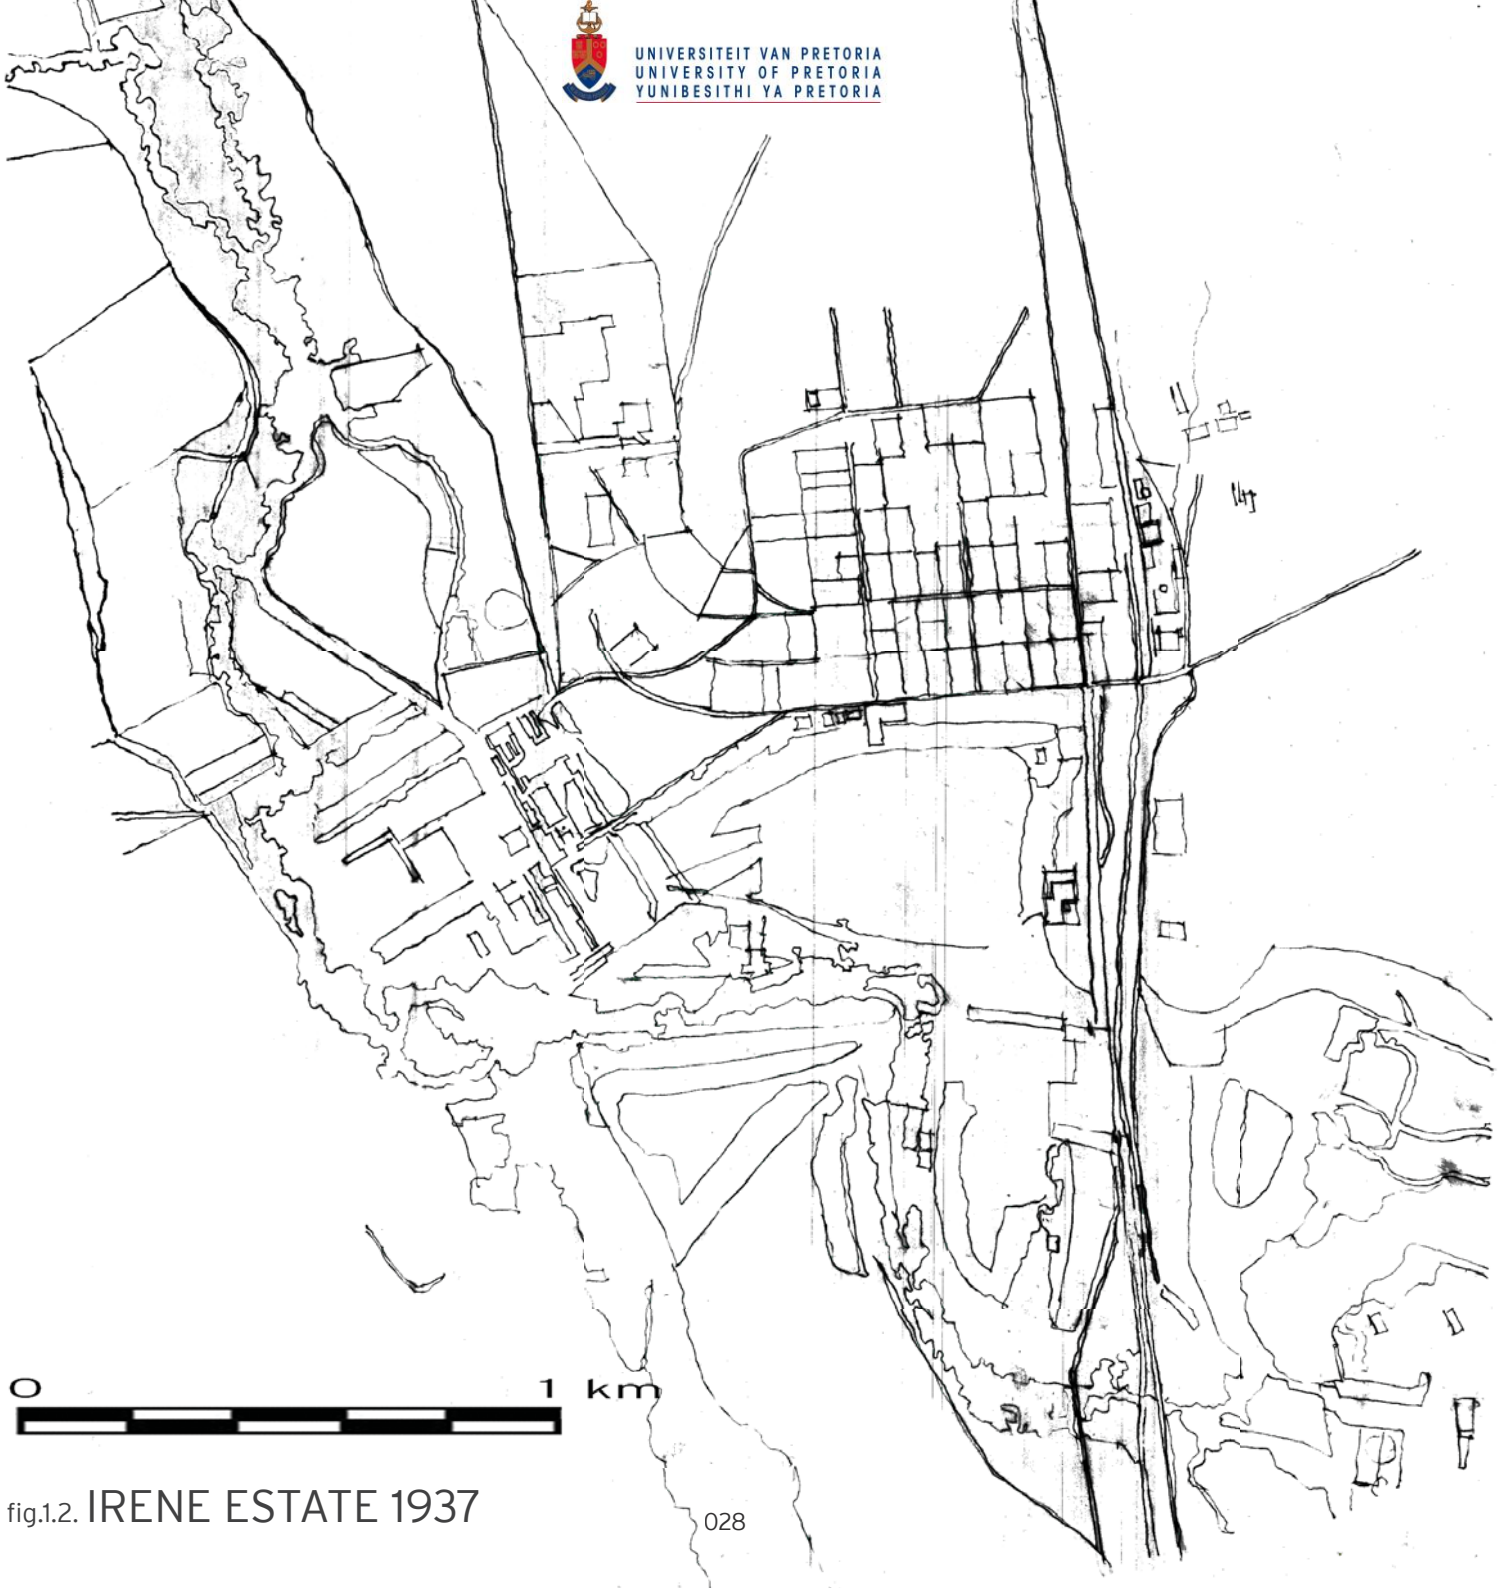 UNIVERSITEIT VAN PRETORIA
UNIVERSITY OF PRETORIA
YUNIBESITHI YA PRETORIA
0 1 km
fig.1.2. IRENE ESTATE 1937
028